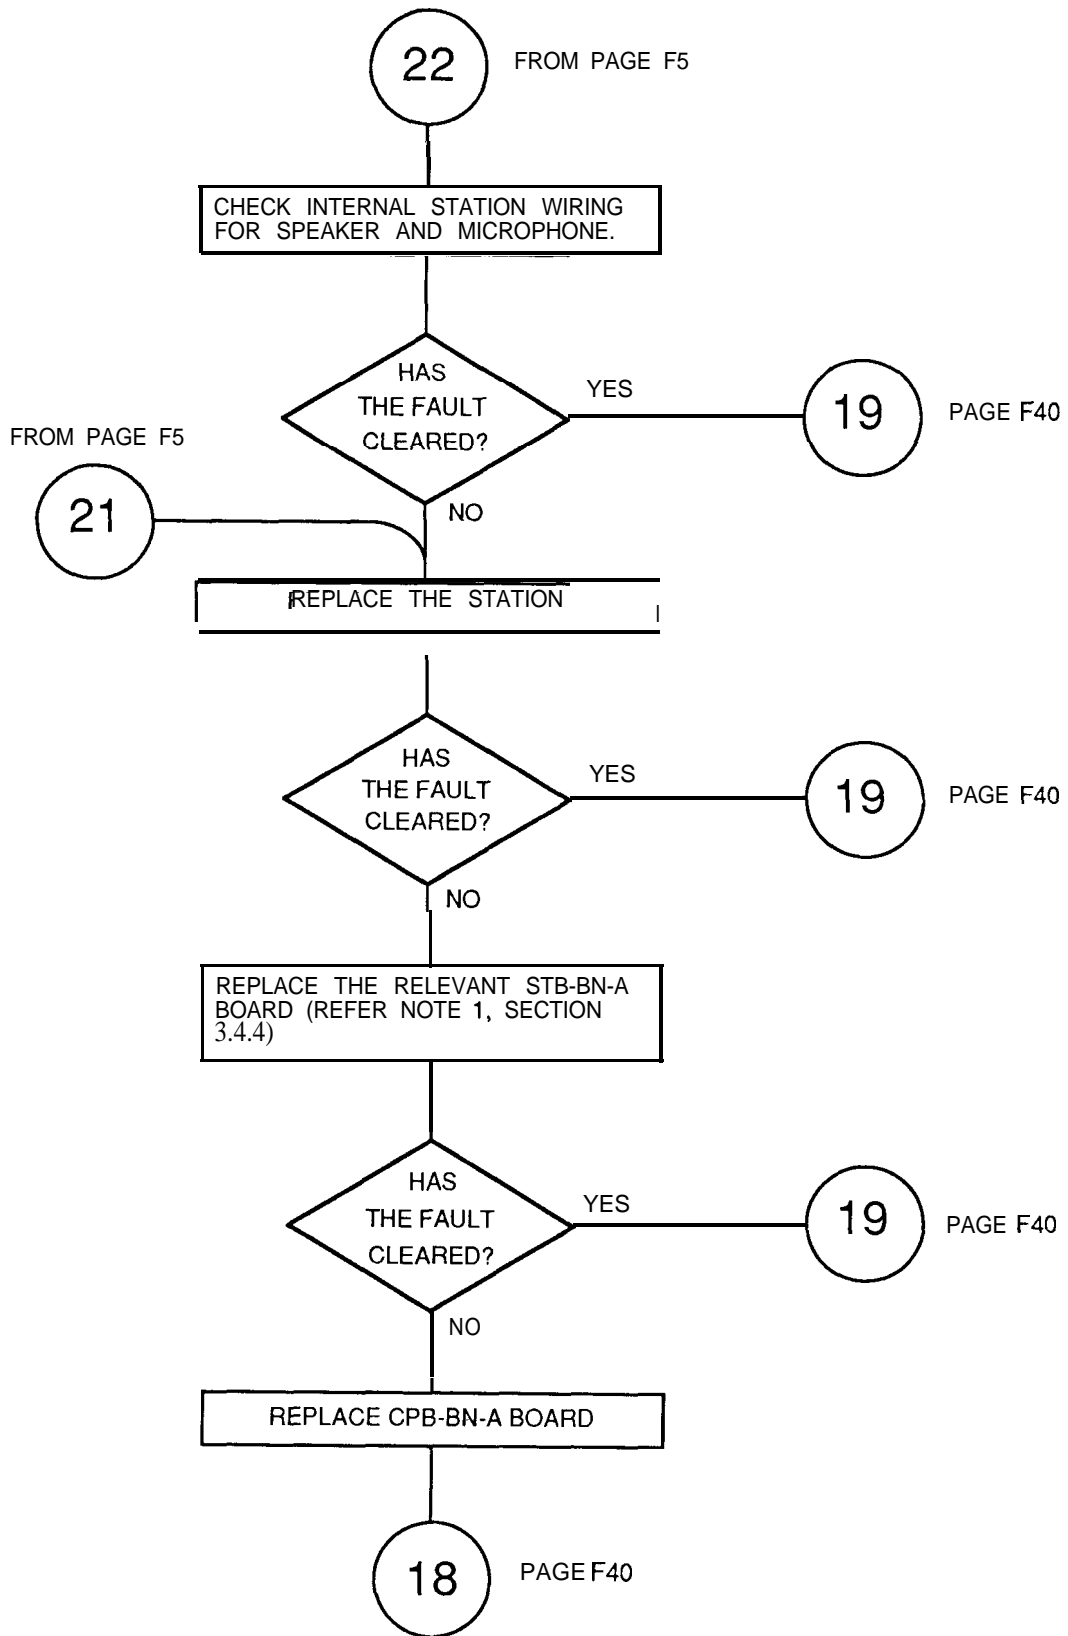 22
FROM PAGE F5
CHECK INTERNAL STATION WIRING
FOR SPEAKER AND MICROPHONE.
HAS
THE FAULT
CLEARED?
YES
19
PAGE F40
FROM PAGE F5
21
NO
REPLACE THE STATION
HAS
THE FAULT
CLEARED?
YES
19
PAGE F40
NO
REPLACE THE RELEVANT STB-BN-A
BOARD (REFER NOTE 1, SECTION
3.4.4)
HAS
THE FAULT
CLEARED?
YES
19
PAGE F40
NO
REPLACE CPB-BN-A BOARD
18
PAGE F40